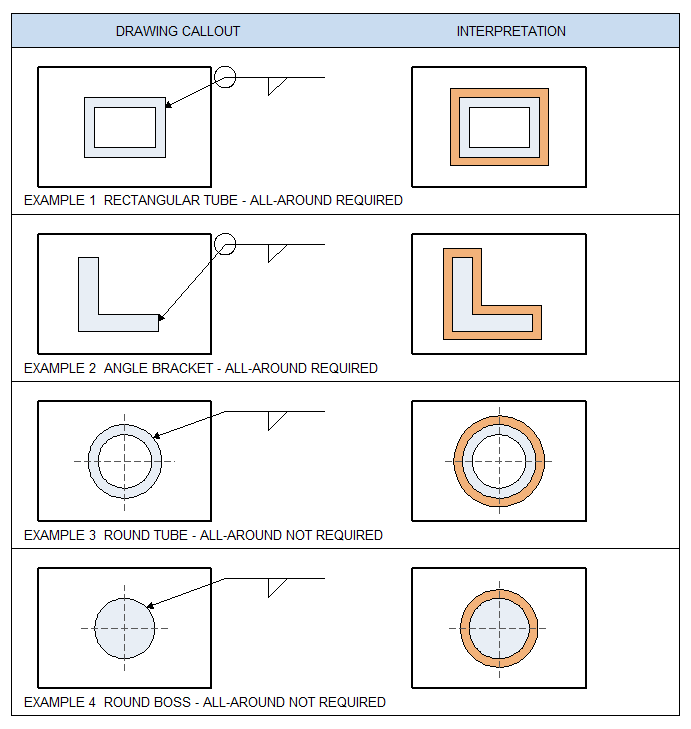 DRAWING CALLOUT INTERPRETATION
EXAMPLE 1 RECTANGULAR TUBE - ALL-AROUND REQUIRED
EXAMPLE 2 ANGLE BRACKET - ALL-AROUND REQUIRED
EXAMPLE 3 ROUND TUBE - ALL-AROUND NOT REQUIRED
EXAMPLE 4 ROUND BOSS - ALL-AROUND NOT REQUIRED